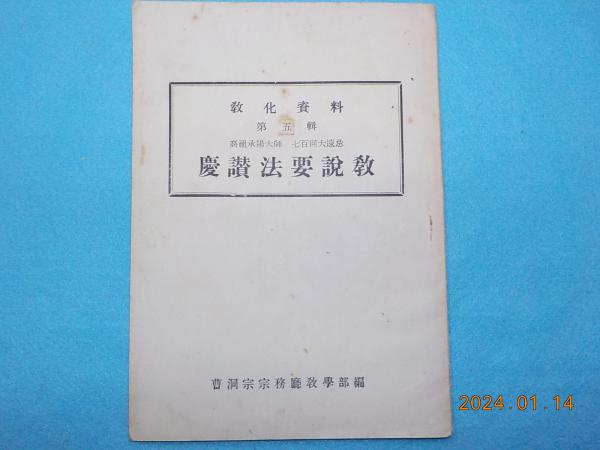 教化資料
第五輯
高祖承陽大師 七百回大遠忌
慶讃法要說教
曹洞宗宗務廳教學部編
2024.01.14